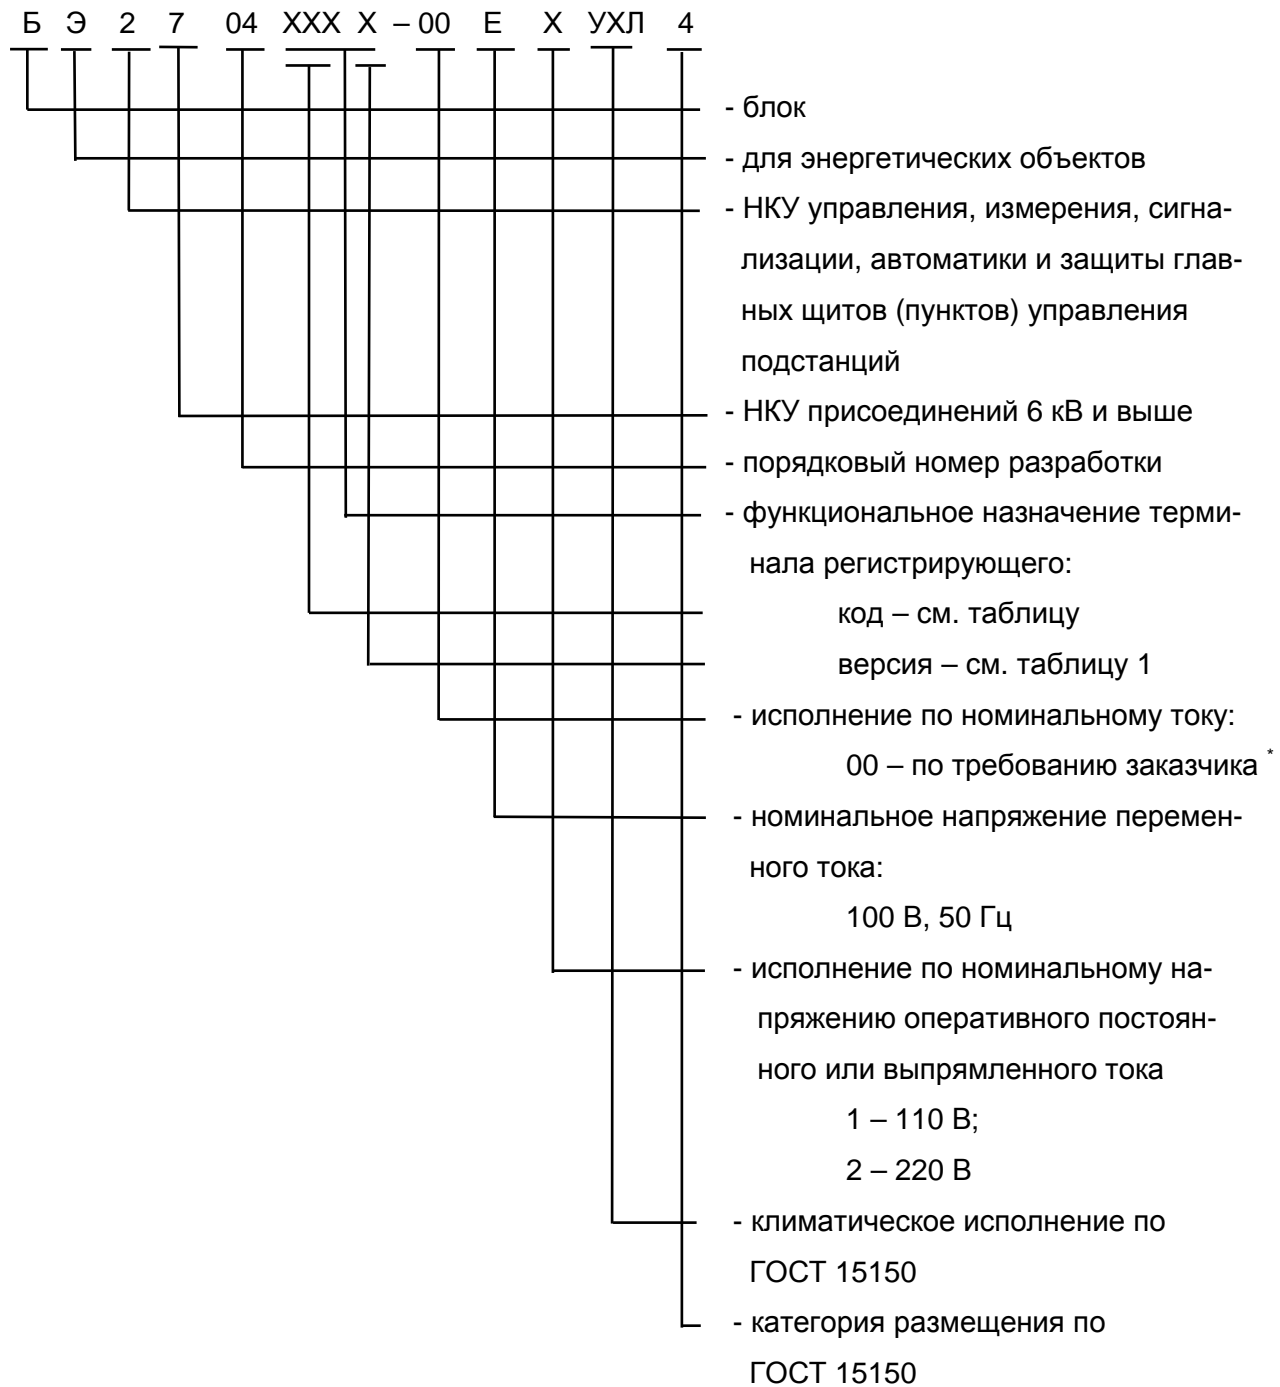 Б Э 2 7 04 ХХХ Х – 00 Е Х УХЛ 4
- блок
- для энергетических объектов
- НКУ управления, измерения, сигна-
лизации, автоматики и защиты глав-
ных щитов (пунктов) управления
подстанций
- НКУ присоединений 6 кВ и выше
- порядковый номер разработки
- функциональное назначение терми-
нала регистрирующего:
код – см. таблицу
версия – см. таблицу 1
- исполнение по номинальному току:
00 – по требованию заказчика *
- номинальное напряжение перемен-
ного тока:
100 В, 50 Гц
- исполнение по номинальному на-
пряжению оперативного постоян-
ного или выпрямленного тока
1 – 110 В;
2 – 220 В
- климатическое исполнение по
ГОСТ 15150
- категория размещения по
ГОСТ 15150